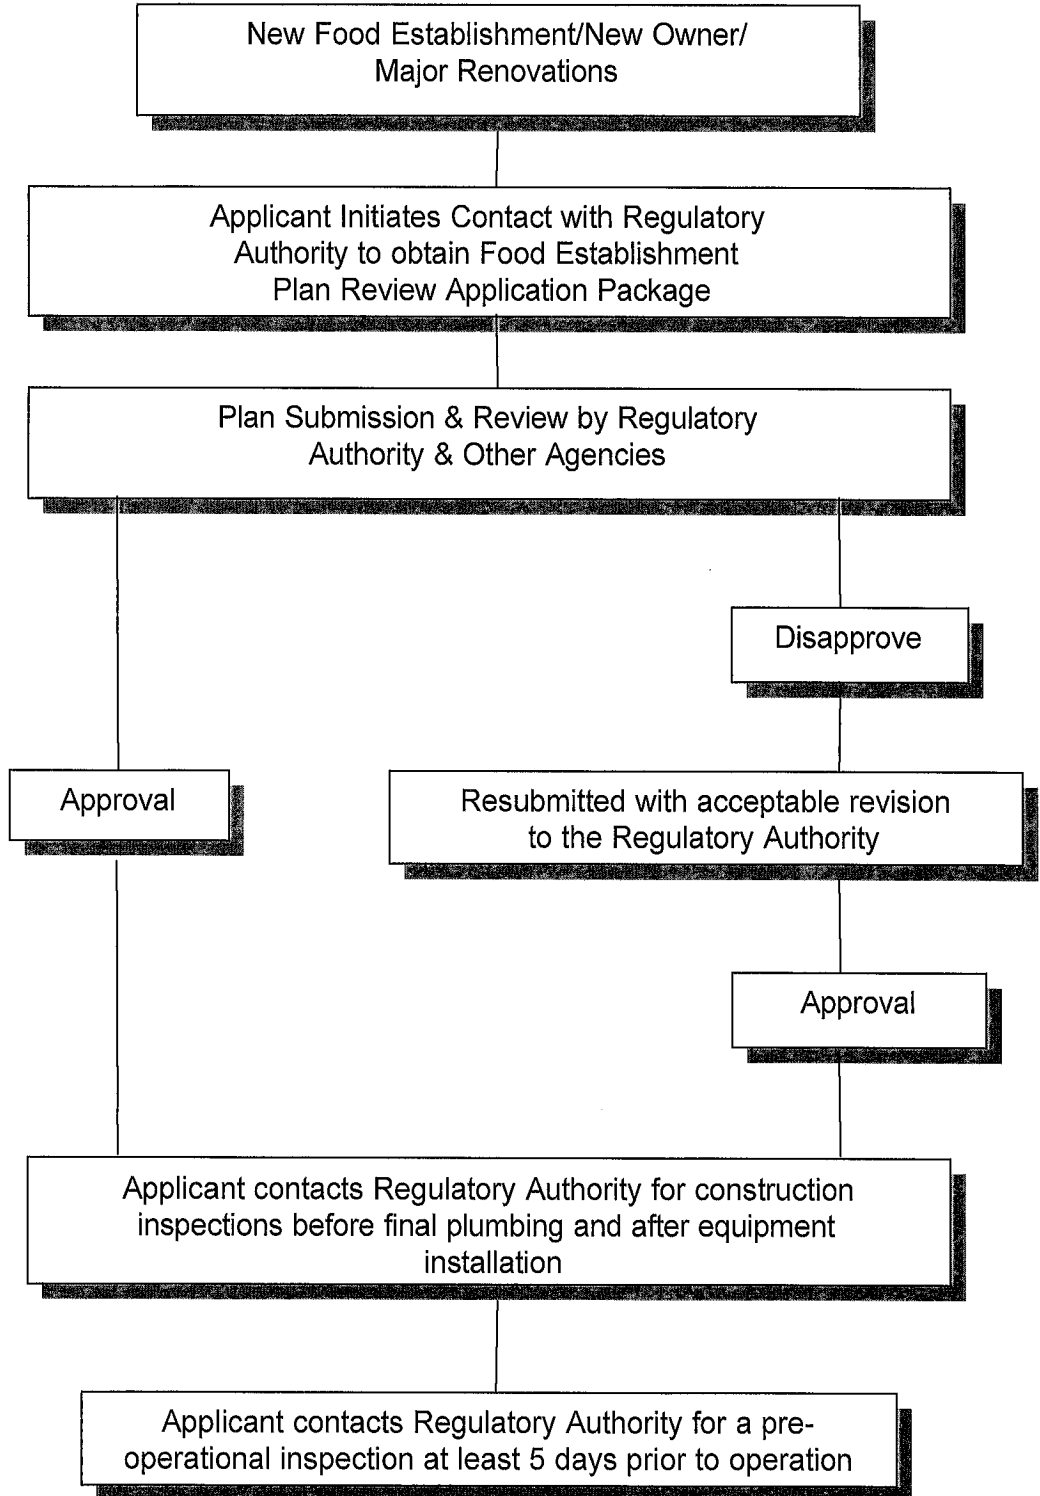 New Food Establishment/New Owner/
Major Renovations
Applicant Initiates Contact with Regulatory
Authority to obtain Food Establishment
Plan Review Application Package
Plan Submission & Review by Regulatory
Authority & Other Agencies
Disapprove
Approval
Resubmitted with acceptable revision
to the Regulatory Authority
Approval
Applicant contacts Regulatory Authority for construction
inspections before final plumbing and after equipment
installation
Applicant contacts Regulatory Authority for a pre-
operational inspection at least 5 days prior to operation